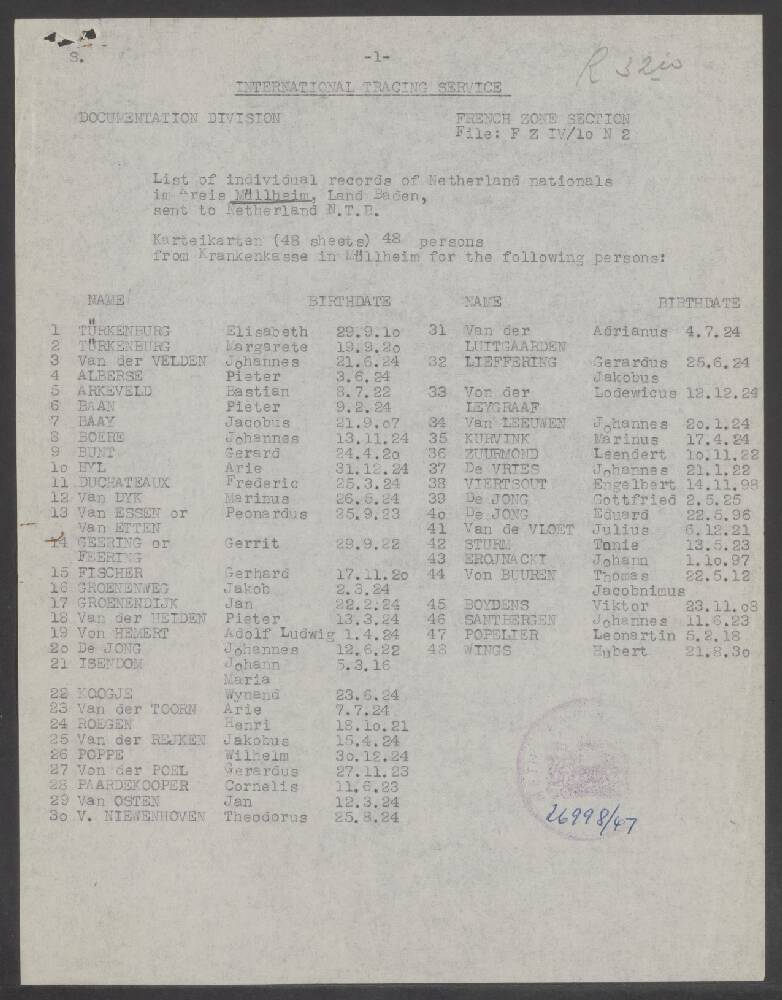 S.
-1-
R 3210
INTERNATIONAL TRACING SERVICE
DOCUMENTATION DIVISION
FRENCH ZONE SECTION
File: F Z IV/1o N 2
List of individual records of Netherland nationals
in Kreis Müllheim, Land Baden,
sent to Netherland N.T.B.
Karteikarten (48 sheets) 48 persons
from Krankenkasse in Müllheim for the following persons:
NAME BIRTHDATE
1 TÜRKENBURG Elisabeth 29.9.1o
2 TÜRKENBURG Margarete 19.9.2o
3 Van der VELDEN Johannes 21.6.24
4 ALBERSE Pieter 3.6.24
5 ARKEVELD Bastian 8.7.22
6 BAAN Pieter 9.2.24
7 BAAY Jacobus 21.9.o7
8 BOERE Johannes 13.11.24
9 BUNT Gerard 24.4.2o
1o BYL Arie 31.12.24
11 DUCHATEAUX Frederic 25.3.24
12 Van DYK Marinus 26.6.24
13 Van ESSEN or Peonardus 25.9.23
Van ETTEN
14 GEERING or Gerrit 29.9.22
FEERING
15 FISCHER Gerhard 17.11.2o
16 GROENENWEG Jakob 2.3.24
17 GROENENDIJK Jan 22.2.24
18 Van der HEIDEN Pieter 13.3.24
19 Von HEMERT Adolf Ludwig 1.4.24
2o De JONG Johannes 12.6.22
21 ISENDOM Johann 5.3.16
Maria
22 KOOGJE Wynand 23.6.24
23 Van der TOORN Arie 7.7.24
24 ROEGEN Henri 18.1o.21
25 Van der REJKEN Jakobus 15.4.24
26 POPPE Wilhelm 3o.12.24
27 Von der POEL Gerardus 27.11.23
28 PAARDEKOOPER Cornelis 11.6.23
29 Van OSTEN Jan 12.3.24
3o V. NIEWENHOVEN Theodorus 25.8.24
NAME BIRTHDATE
31 Van der Adrianus 4.7.24
LUITGAARDEN
32 LIEFFERING Gerardus 25.6.24
Jakobus
33 Von der Lodewicus 12.12.24
LEYGRAAF
34 Van LEEUWEN Johannes 2o.1.24
35 KURVINK Marinus 17.4.24
36 ZUURMOND Leendert 1o.11.22
37 De VRIES Johannes 21.1.22
38 VIERTSOUT Engelbert 14.11.98
39 De JONG Gottfried 2.5.25
4o De JONG Eduard 22.5.96
41 Van de VLOET Julius 6.12.21
42 STURM Tonie 13.5.23
43 EROJNACKI Johann 1.1o.97
44 Von BUUREN Thomas 22.5.12
Jacobnimus
45 BOYDENS Viktor 23.11.o8
46 SANTBERGEN Johannes 11.6.23
47 POPELIER Leonartin 5.2.18
48 WINGS Hubert 21.8.3o
26998/47